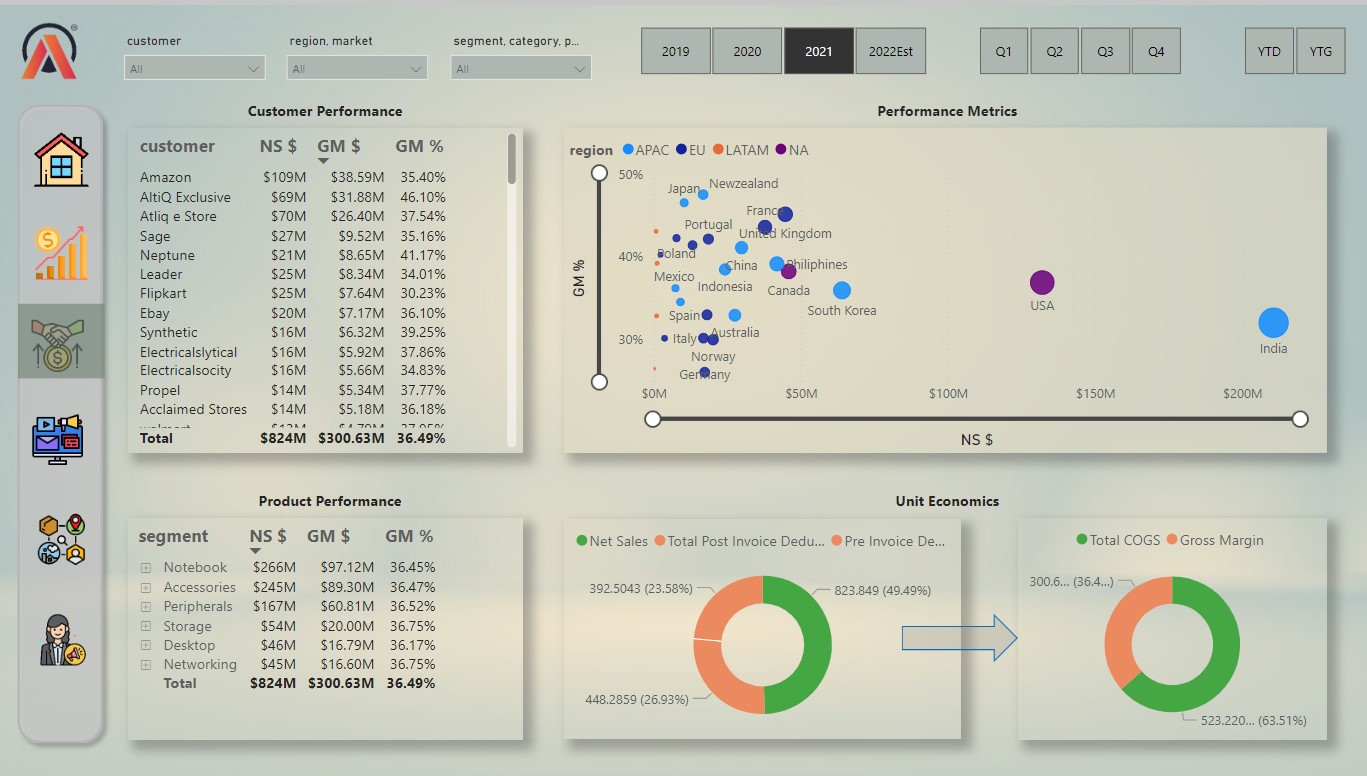 ®
customer
region, market
segment, category, p...
All
All
All
2019 2020 2021 2022Est
Q1 Q2 Q3 Q4
YTD YTG
Customer Performance
customer NS $ GM $ GM %
Amazon $109M $38.59M 35.40%
AltiQ Exclusive $69M $31.88M 46.10%
Atliq e Store $70M $26.40M 37.54%
Sage $27M $9.52M 35.16%
Neptune $21M $8.65M 41.17%
Leader $25M $8.34M 34.01%
Flipkart $25M $7.64M 30.23%
Ebay $20M $7.17M 36.10%
Synthetic $16M $6.32M 39.25%
Electricalslytical $16M $5.92M 37.86%
Electricalsocity $16M $5.66M 34.83%
Propel $14M $5.34M 37.77%
Acclaimed Stores $14M $5.18M 36.18%
Total $824M $300.63M 36.49%
Performance Metrics
region APAC EU LATAM NA
50%
40%
30%
GM %
Japan
Newzealand
France
Portugal
United Kingdom
Poland
China
Philiphines
Mexico
Indonesia
Canada
South Korea
USA
Spain
Australia
Italy
India
Norway
Germany
$0M $50M $100M $150M $200M
NS $
Product Performance
segment NS $ GM $ GM %
Notebook $266M $97.12M 36.45%
Accessories $245M $89.30M 36.47%
Peripherals $167M $60.81M 36.52%
Storage $54M $20.00M 36.75%
Desktop $46M $16.79M 36.17%
Networking $45M $16.60M 36.75%
Total $824M $300.63M 36.49%
Unit Economics
Net Sales Total Post Invoice Dedu... Pre Invoice De...
392.5043 (23.58%)
823.849 (49.49%)
448.2859 (26.93%)
Total COGS Gross Margin
300.6... (36.4...)
523.220... (63.51%)